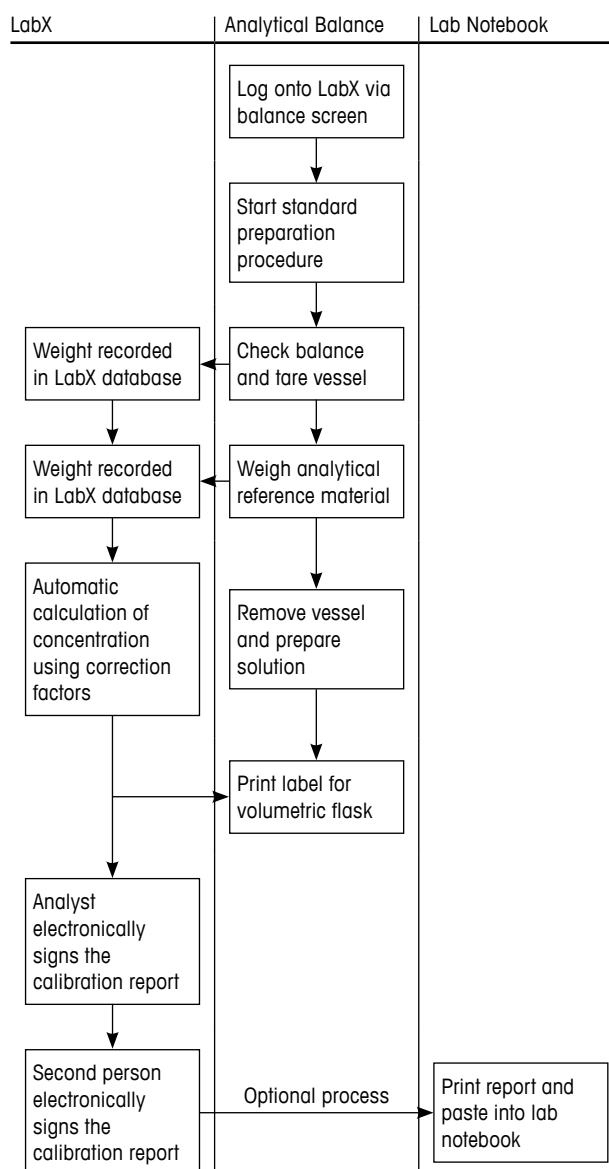 LabX
Analytical Balance
Lab Notebook
Log onto LabX via
balance screen
Start standard
preparation
procedure
Weight recorded
in LabX database
Check balance
and tare vessel
Weight recorded
in LabX database
Weigh analytical
reference material
Automatic
calculation of
concentration
using correction
factors
Remove vessel
and prepare
solution
Print label for
volumetric flask
Analyst
electronically
signs the
calibration report
Second person
electronically
signs the
calibration report
Optional process
Print report and
paste into lab
notebook